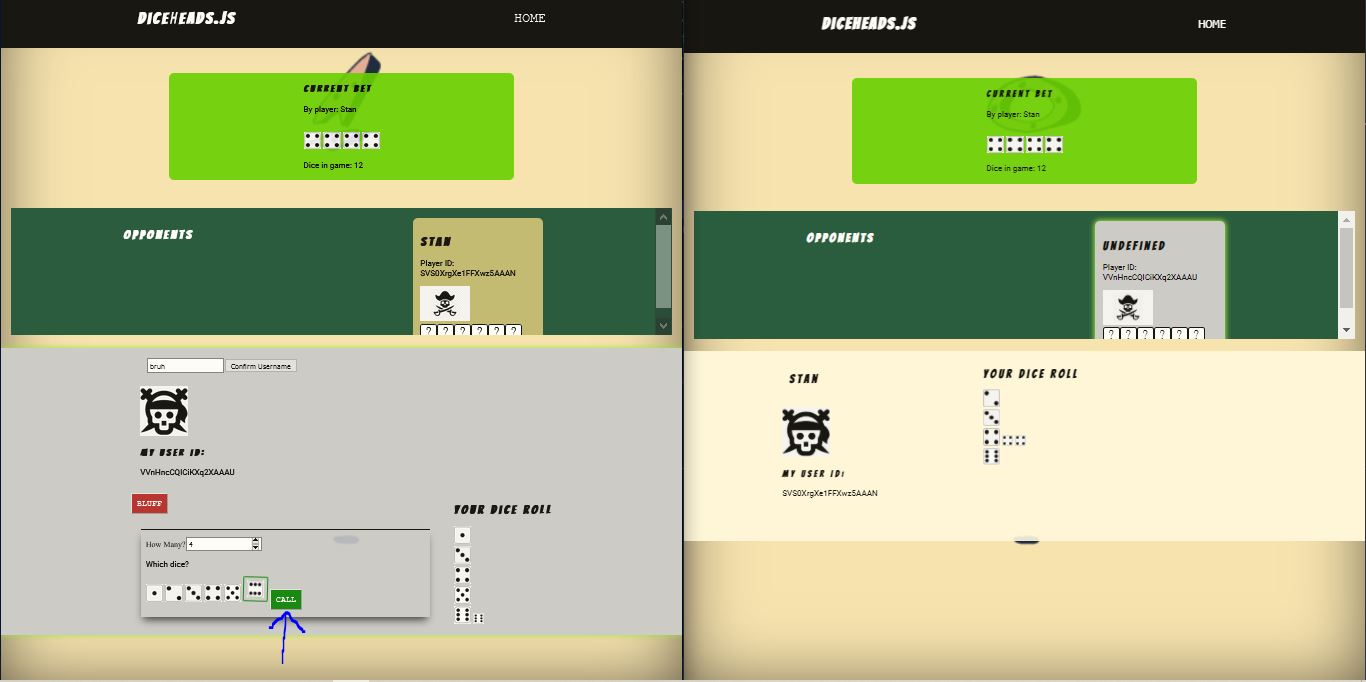 DICEHEADS.JS
HOME
CURRENT BET
By player: Stan
Dice in game: 12
OPPONENTS
STAN
Player ID:
SVS0XrgXe1FFXwz5AAAN
? ? ? ? ? ?
bruh
Confirm Username
MY USER ID:
VVnHncCQICiKXq2XAAAU
BLUFF
How Many? 4
Which dice?
CALL
YOUR DICE ROLL
DICEHEADS.JS
HOME
CURRENT BET
By player: Stan
Dice in game: 12
OPPONENTS
UNDEFINED
Player ID:
VVnHncCQICiKXq2XAAAU
? ? ? ? ? ?
STAN
MY USER ID:
SVS0XrgXe1FFXwz5AAAN
YOUR DICE ROLL